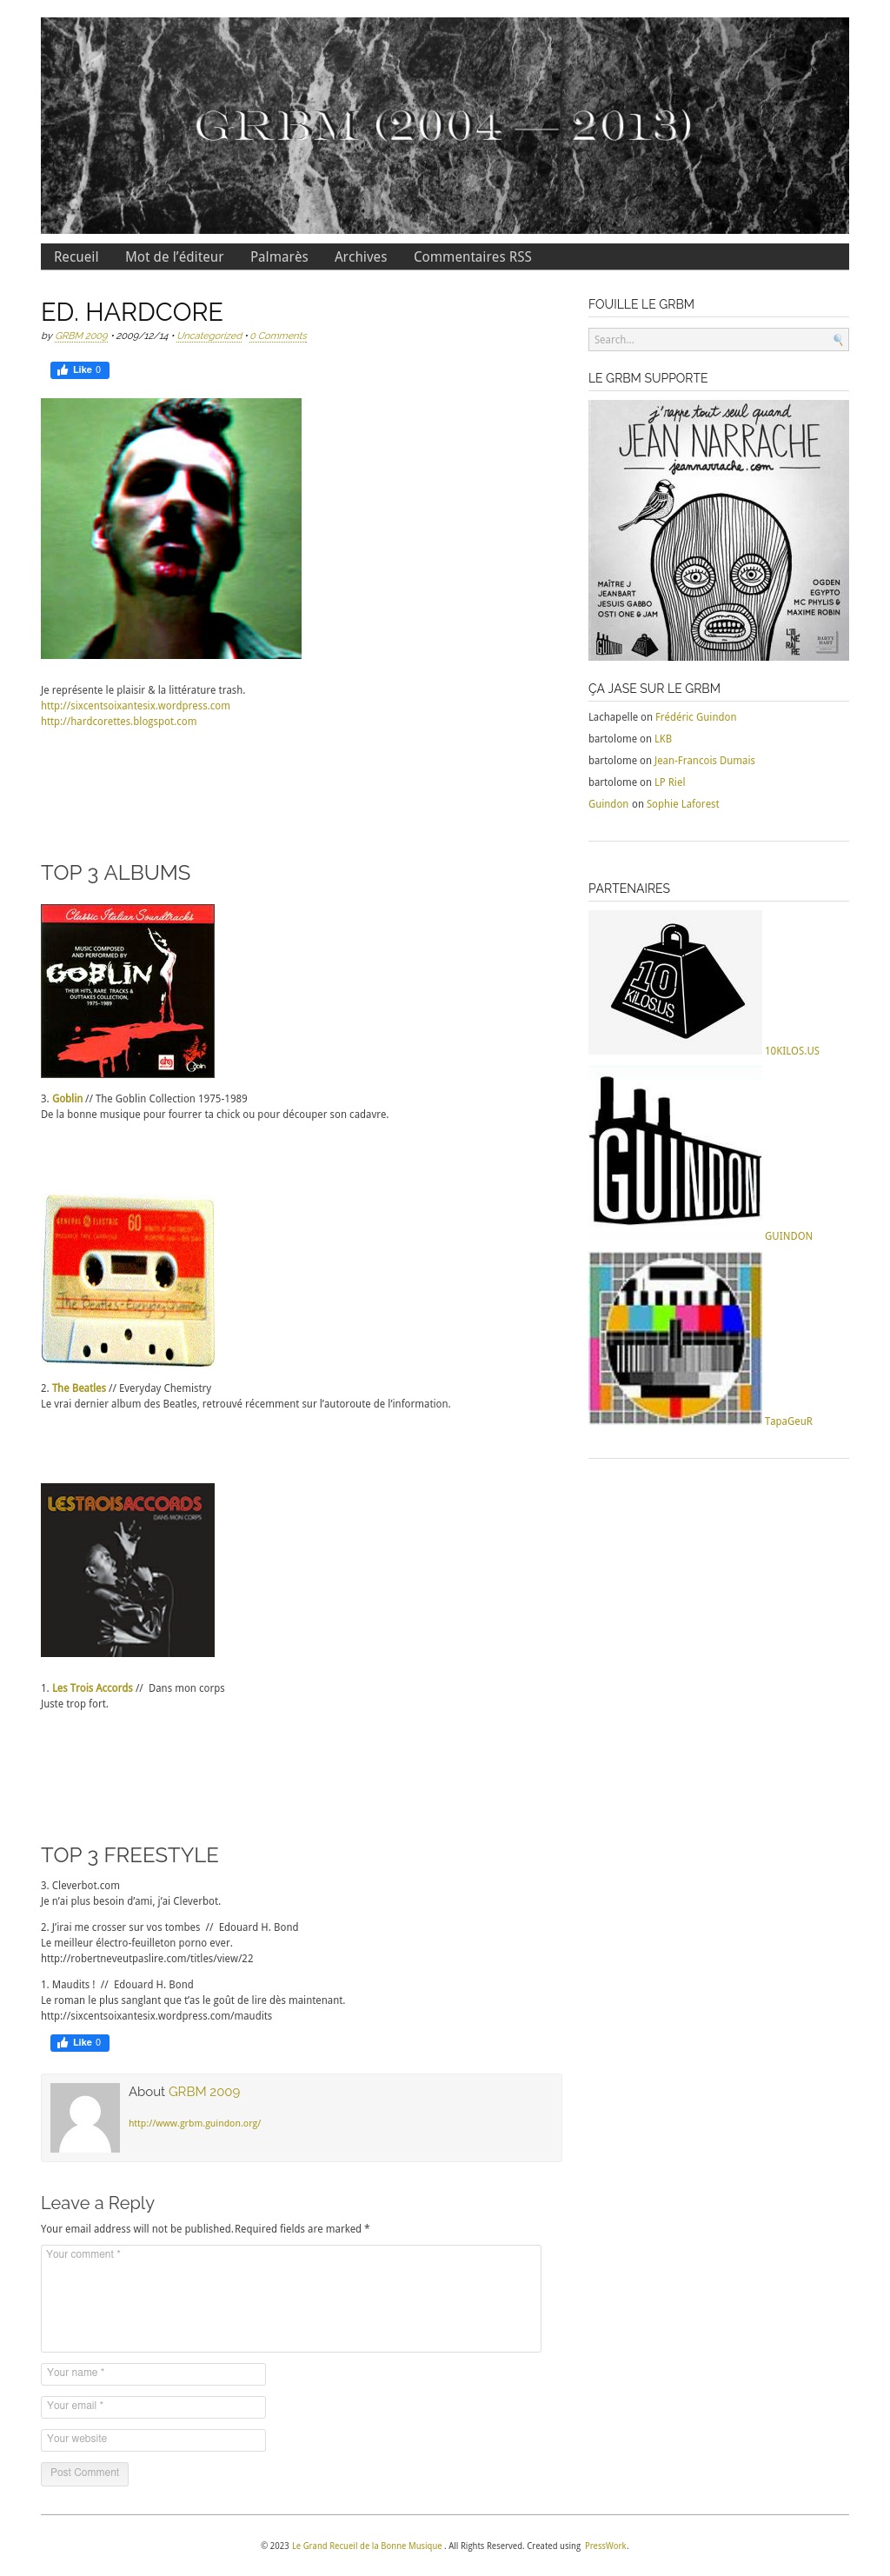 GRBM (2004 — 2013)
Recueil Mot de l’éditeur Palmarès Archives Commentaires RSS
ED. HARDCORE
by GRBM 2009 • 2009/12/14 • Uncategorized • 0 Comments
Like 0
Je représente le plaisir & la littérature trash.
http://sixcentsoixantesix.wordpress.com
http://hardcorettes.blogspot.com
TOP 3 ALBUMS
Classic Italian Soundtracks
MUSIC COMPOSED
AND PERFORMED BY
GOBLIN
THEIR HITS, RARE TRACKS &
OUTTAKES COLLECTION,
1975-1989
3. Goblin // The Goblin Collection 1975-1989
De la bonne musique pour fourrer ta chick ou pour découper son cadavre.
GENERAL ELECTRIC 60
The Beatles - Everyday Chemistry
2. The Beatles // Everyday Chemistry
Le vrai dernier album des Beatles, retrouvé récemment sur l’autoroute de l’information.
LESTROISACCORDS
DANS MON CORPS
1. Les Trois Accords // Dans mon corps
Juste trop fort.
TOP 3 FREESTYLE
3. Cleverbot.com
Je n’ai plus besoin d’ami, j’ai Cleverbot.
2. J’irai me crosser sur vos tombes // Edouard H. Bond
Le meilleur électro-feuilleton porno ever.
http://robertneveutpaslire.com/titles/view/22
1. Maudits ! // Edouard H. Bond
Le roman le plus sanglant que t’as le goût de lire dès maintenant.
http://sixcentsoixantesix.wordpress.com/maudits
Like 0
About GRBM 2009
http://www.grbm.guindon.org/
Leave a Reply
Your email address will not be published. Required fields are marked *
Your comment *
Your name *
Your email *
Your website
Post Comment
FOUILLE LE GRBM
Search...
LE GRBM SUPPORTE
j'rappe tout seul quand
JEAN NARRACHE
jeannarrache.com
MAÎTRE J
JEANBART
JESUIS GABBO
OSTI ONE & JAM
OGDEN
EGYPTO
MC PHYLIS &
MAXIME ROBIN
ÇA JASE SUR LE GRBM
Lachapelle on Frédéric Guindon
bartolome on LKB
bartolome on Jean-Francois Dumais
bartolome on LP Riel
Guindon on Sophie Laforest
PARTENAIRES
10
KILOS.US
10KILOS.US
GUINDON
GUINDON
TapaGeuR
© 2023 Le Grand Recueil de la Bonne Musique . All Rights Reserved. Created using PressWork.